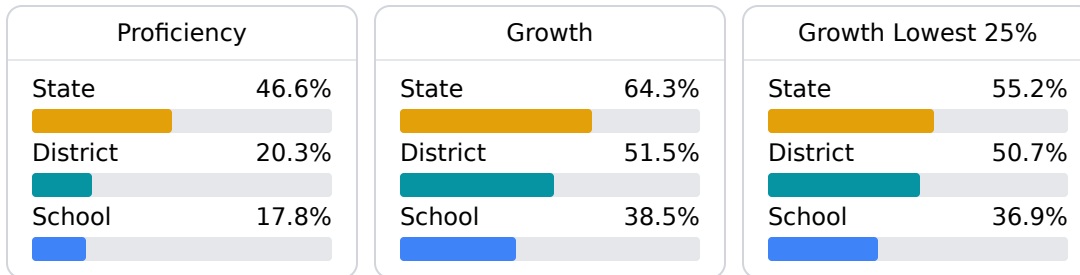 Proficiency
State 46.6%
District 20.3%
School 17.8%
Growth
State 64.3%
District 51.5%
School 38.5%
Growth Lowest 25%
State 55.2%
District 50.7%
School 36.9%